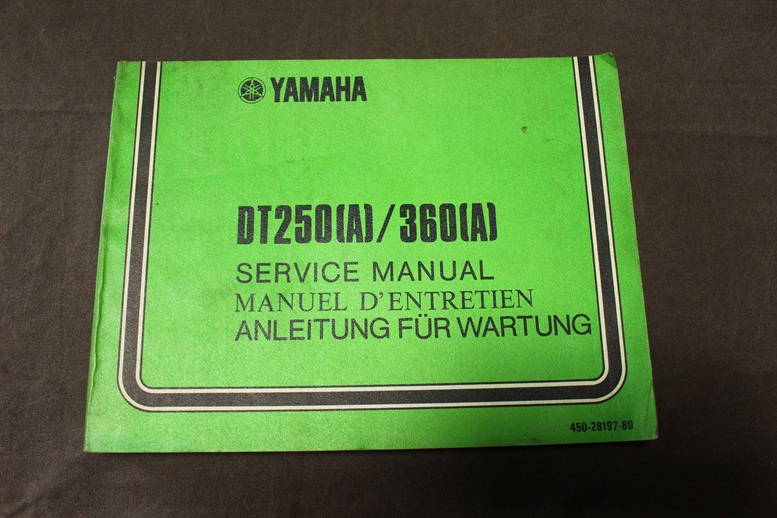 YAMAHA
DT250(A)/360(A)
SERVICE MANUAL
MANUEL D'ENTRETIEN
ANLEITUNG FÜR WARTUNG
450-28197-80